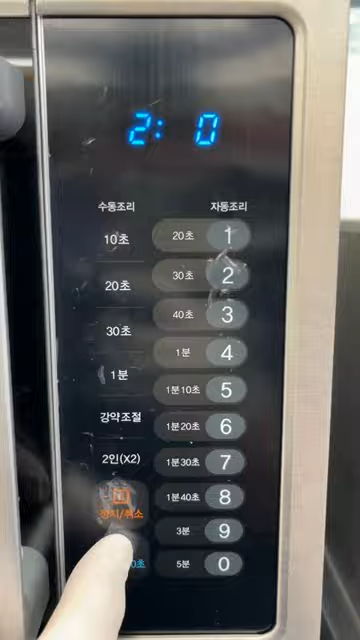 2: 0
수동조리 자동조리
10초 20초 1
20초 30초 2
30초 40초 3
1분 1분 4
강약조절 1분10초 5
2인(X2) 1분20초 6
정지/취소 1분30초 7
1분40초 8
3분 9
0초 5분 0